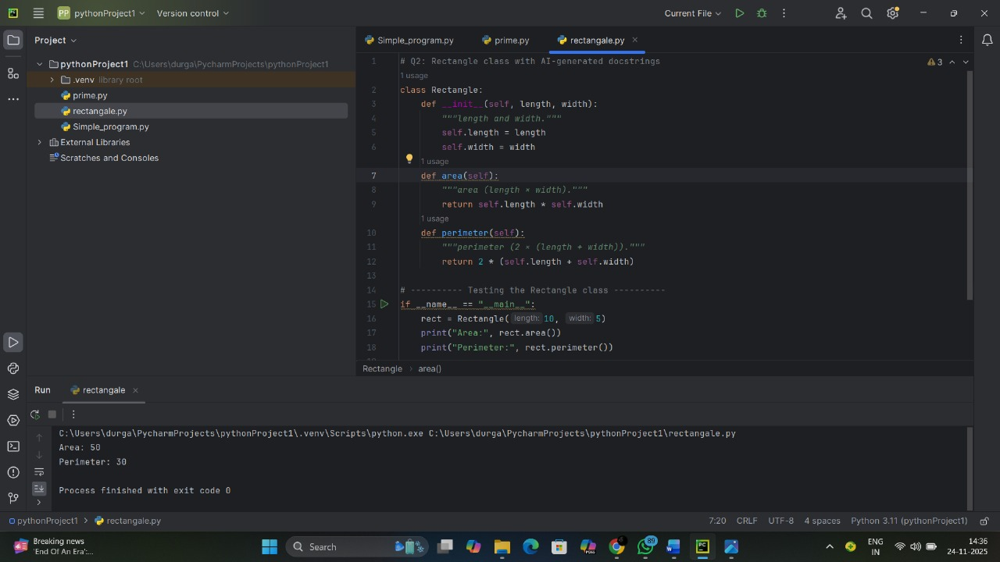 PP pythonProject1 Version control Current File
Project
Simple_program.py prime.py rectangale.py
pythonProject1 C:\Users\durga\PycharmProjects\pythonProject1
.venv library root
prime.py
rectangale.py
Simple_program.py
External Libraries
Scratches and Consoles
3
1 # Q2: Rectangle class with AI-generated docstrings
1 usage
2 class Rectangle:
3 def __init__(self, length, width):
4 """length and width."""
5 self.length = length
6 self.width = width
1 usage
7 def area(self):
8 """area (length × width)."""
9 return self.length * self.width
1 usage
10 def perimeter(self):
11 """perimeter (2 × (length + width))."""
12 return 2 * (self.length + self.width)
13
14 # ---------- Testing the Rectangle class ----------
15 if __name__ == "__main__":
16 rect = Rectangle( length: 10, width: 5)
17 print("Area:", rect.area())
18 print("Perimeter:", rect.perimeter())
Rectangle › area()
Run rectangale
C:\Users\durga\PycharmProjects\pythonProject1\.venv\Scripts\python.exe C:\Users\durga\PycharmProjects\pythonProject1\rectangale.py
Area: 50
Perimeter: 30
Process finished with exit code 0
pythonProject1 › rectangale.py 7:20 CRLF UTF-8 4 spaces Python 3.11 (pythonProject1)
Breaking news
'End Of An Era':...
Search
89
ENG
IN
14:36
24-11-2025